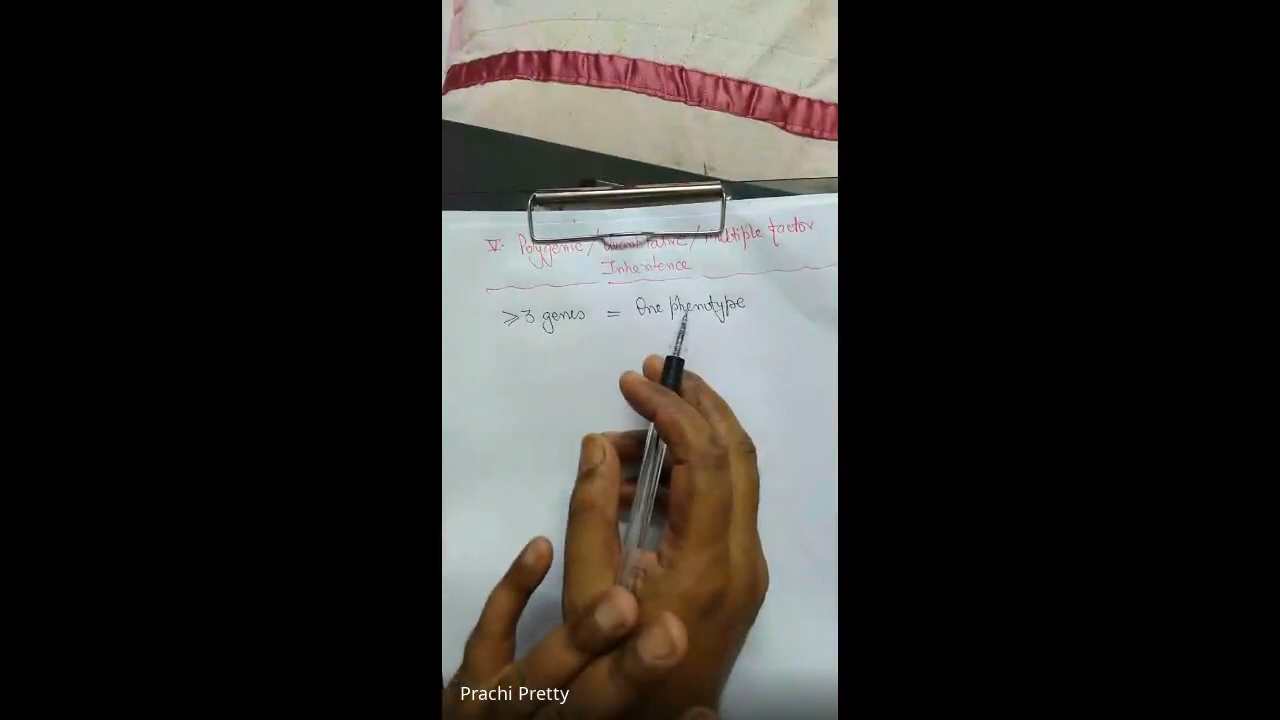 V. Polygenic / Quantitative / Multiple factor
Inheritence
≥3 genes = One phenotype
Prachi Pretty